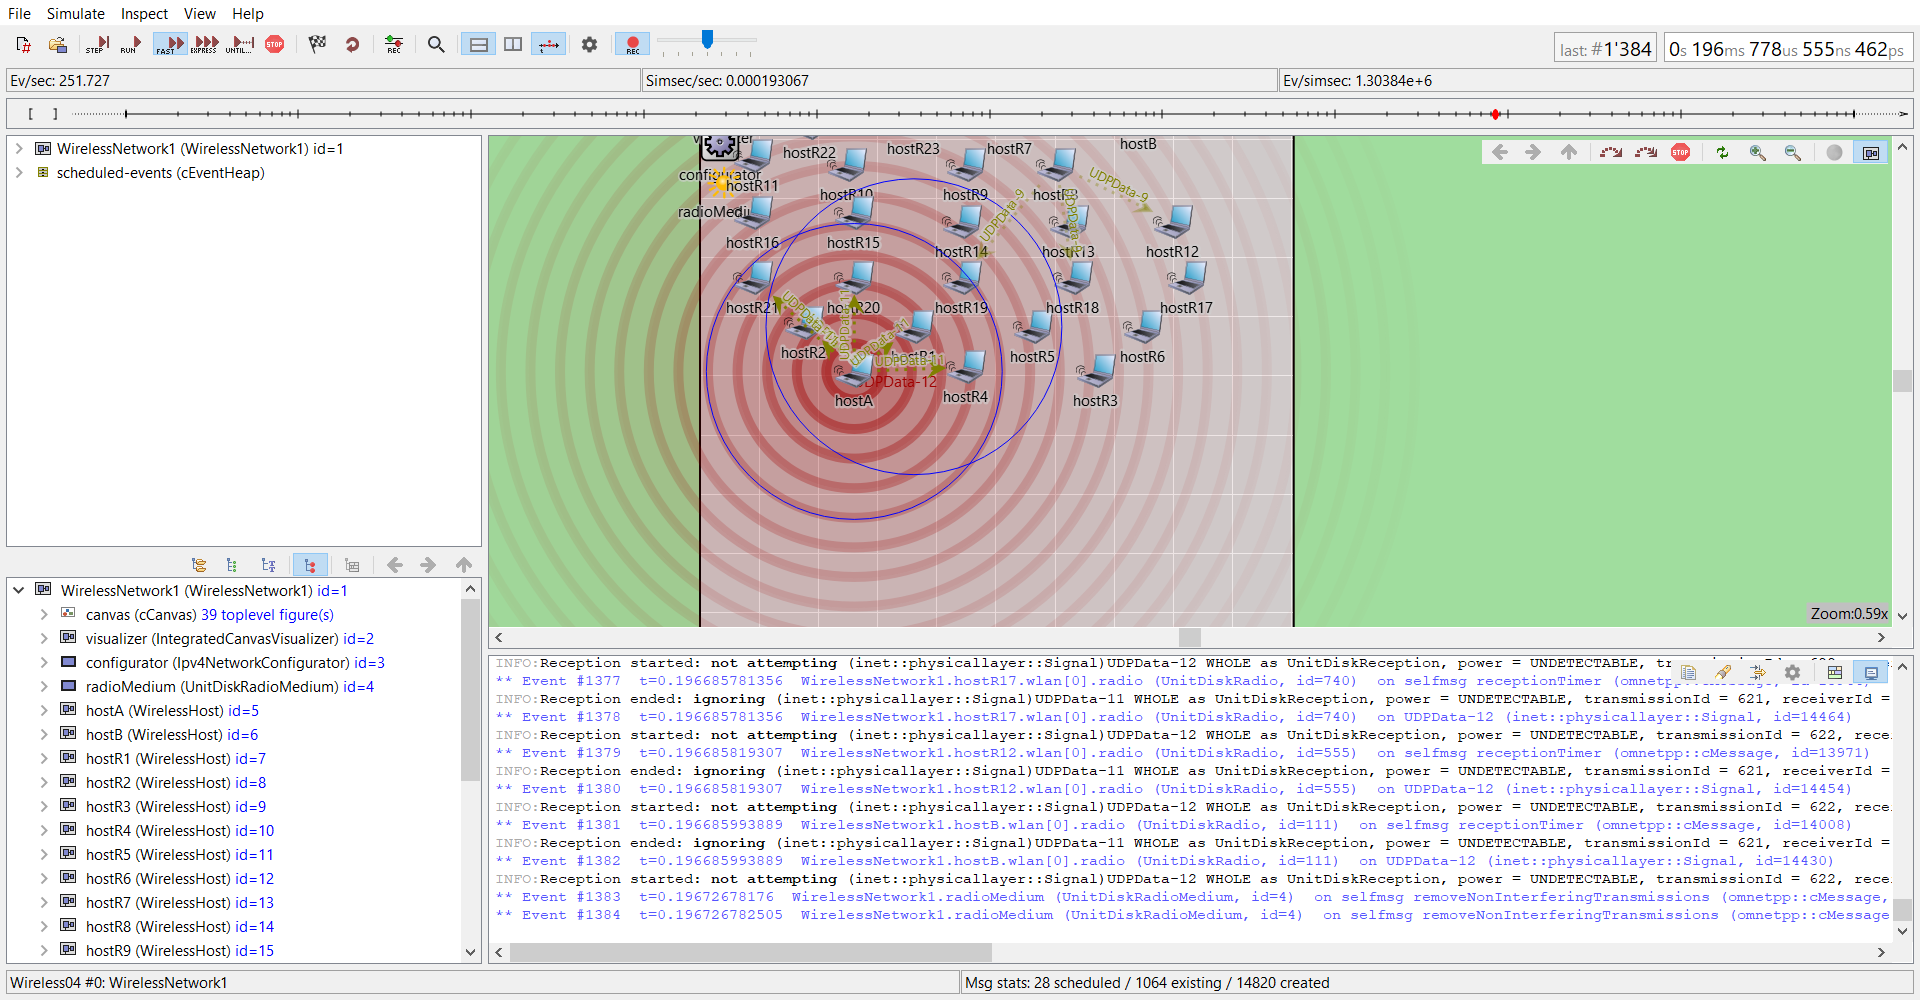 File Simulate Inspect View Help
STEP RUN FAST EXPRESS UNTIL... STOP REC REC
last: #1'384 0s 196ms 778us 555ns 462ps
Ev/sec: 251.727 Simsec/sec: 0.000193067 Ev/simsec: 1.30384e+6
[ ]
WirelessNetwork1 (WirelessNetwork1) id=1
scheduled-events (cEventHeap)
WirelessNetwork1 (WirelessNetwork1) id=1
canvas (cCanvas) 39 toplevel figure(s)
visualizer (IntegratedCanvasVisualizer) id=2
configurator (Ipv4NetworkConfigurator) id=3
radioMedium (UnitDiskRadioMedium) id=4
hostA (WirelessHost) id=5
hostB (WirelessHost) id=6
hostR1 (WirelessHost) id=7
hostR2 (WirelessHost) id=8
hostR3 (WirelessHost) id=9
hostR4 (WirelessHost) id=10
hostR5 (WirelessHost) id=11
hostR6 (WirelessHost) id=12
hostR7 (WirelessHost) id=13
hostR8 (WirelessHost) id=14
hostR9 (WirelessHost) id=15
hostR22 hostR23 hostR7 hostB
STOP
configurator
hostR11 hostR10 hostR9
UDPData-9
UDPData-9
radioMedi
hostR16 hostR15 hostR14 hostR13 hostR12
hostR21 hostR20 hostR19 hostR18 hostR17
UDPData-11
UDPData-11
hostR2 hostR5 hostR6
UDPData-11
UDPData-12
hostA hostR4 hostR3
Zoom:0.59x
INFO:Reception started: not attempting (inet::physicallayer::Signal)UDPData-12 WHOLE as UnitDiskReception, power = UNDETECTABLE,
** Event #1377 t=0.196685781356 WirelessNetwork1.hostR17.wlan[0].radio (UnitDiskRadio, id=740) on selfmsg receptionTimer
INFO:Reception ended: ignoring (inet::physicallayer::Signal)UDPData-11 WHOLE as UnitDiskReception, power = UNDETECTABLE, transmissionId = 621, receiverId =
** Event #1378 t=0.196685781356 WirelessNetwork1.hostR17.wlan[0].radio (UnitDiskRadio, id=740) on UDPData-12 (inet::physicallayer::Signal, id=14464)
INFO:Reception started: not attempting (inet::physicallayer::Signal)UDPData-12 WHOLE as UnitDiskReception, power = UNDETECTABLE, transmissionId = 622, rece
** Event #1379 t=0.196685819307 WirelessNetwork1.hostR12.wlan[0].radio (UnitDiskRadio, id=555) on selfmsg receptionTimer (omnetpp::cMessage, id=13971)
INFO:Reception ended: ignoring (inet::physicallayer::Signal)UDPData-11 WHOLE as UnitDiskReception, power = UNDETECTABLE, transmissionId = 621, receiverId =
** Event #1380 t=0.196685819307 WirelessNetwork1.hostR12.wlan[0].radio (UnitDiskRadio, id=555) on UDPData-12 (inet::physicallayer::Signal, id=14454)
INFO:Reception started: not attempting (inet::physicallayer::Signal)UDPData-12 WHOLE as UnitDiskReception, power = UNDETECTABLE, transmissionId = 622, rece
** Event #1381 t=0.196685993889 WirelessNetwork1.hostB.wlan[0].radio (UnitDiskRadio, id=111) on selfmsg receptionTimer (omnetpp::cMessage, id=14008)
INFO:Reception ended: ignoring (inet::physicallayer::Signal)UDPData-11 WHOLE as UnitDiskReception, power = UNDETECTABLE, transmissionId = 621, receiverId =
** Event #1382 t=0.196685993889 WirelessNetwork1.hostB.wlan[0].radio (UnitDiskRadio, id=111) on UDPData-12 (inet::physicallayer::Signal, id=14430)
INFO:Reception started: not attempting (inet::physicallayer::Signal)UDPData-12 WHOLE as UnitDiskReception, power = UNDETECTABLE, transmissionId = 622, rece
** Event #1383 t=0.19672678176 WirelessNetwork1.radioMedium (UnitDiskRadioMedium, id=4) on selfmsg removeNonInterferingTransmissions (omnetpp::cMessage,
** Event #1384 t=0.196726782505 WirelessNetwork1.radioMedium (UnitDiskRadioMedium, id=4) on selfmsg removeNonInterferingTransmissions (omnetpp::cMessage
Wireless04 #0: WirelessNetwork1 Msg stats: 28 scheduled / 1064 existing / 14820 created